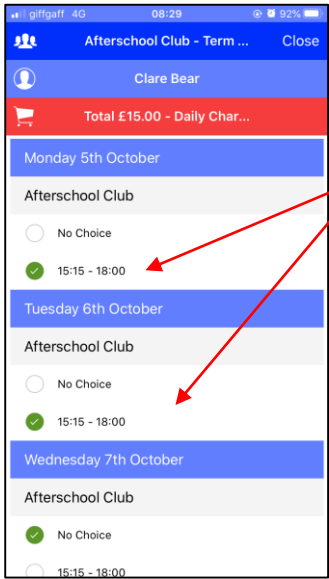 giffgaff 4G 08:29 92%
Afterschool Club - Term ... Close
Clare Bear
Total £15.00 - Daily Char...
Monday 5th October
Afterschool Club
No Choice
15:15 - 18:00
Tuesday 6th October
Afterschool Club
No Choice
15:15 - 18:00
Wednesday 7th October
Afterschool Club
No Choice
15:15 - 18:00